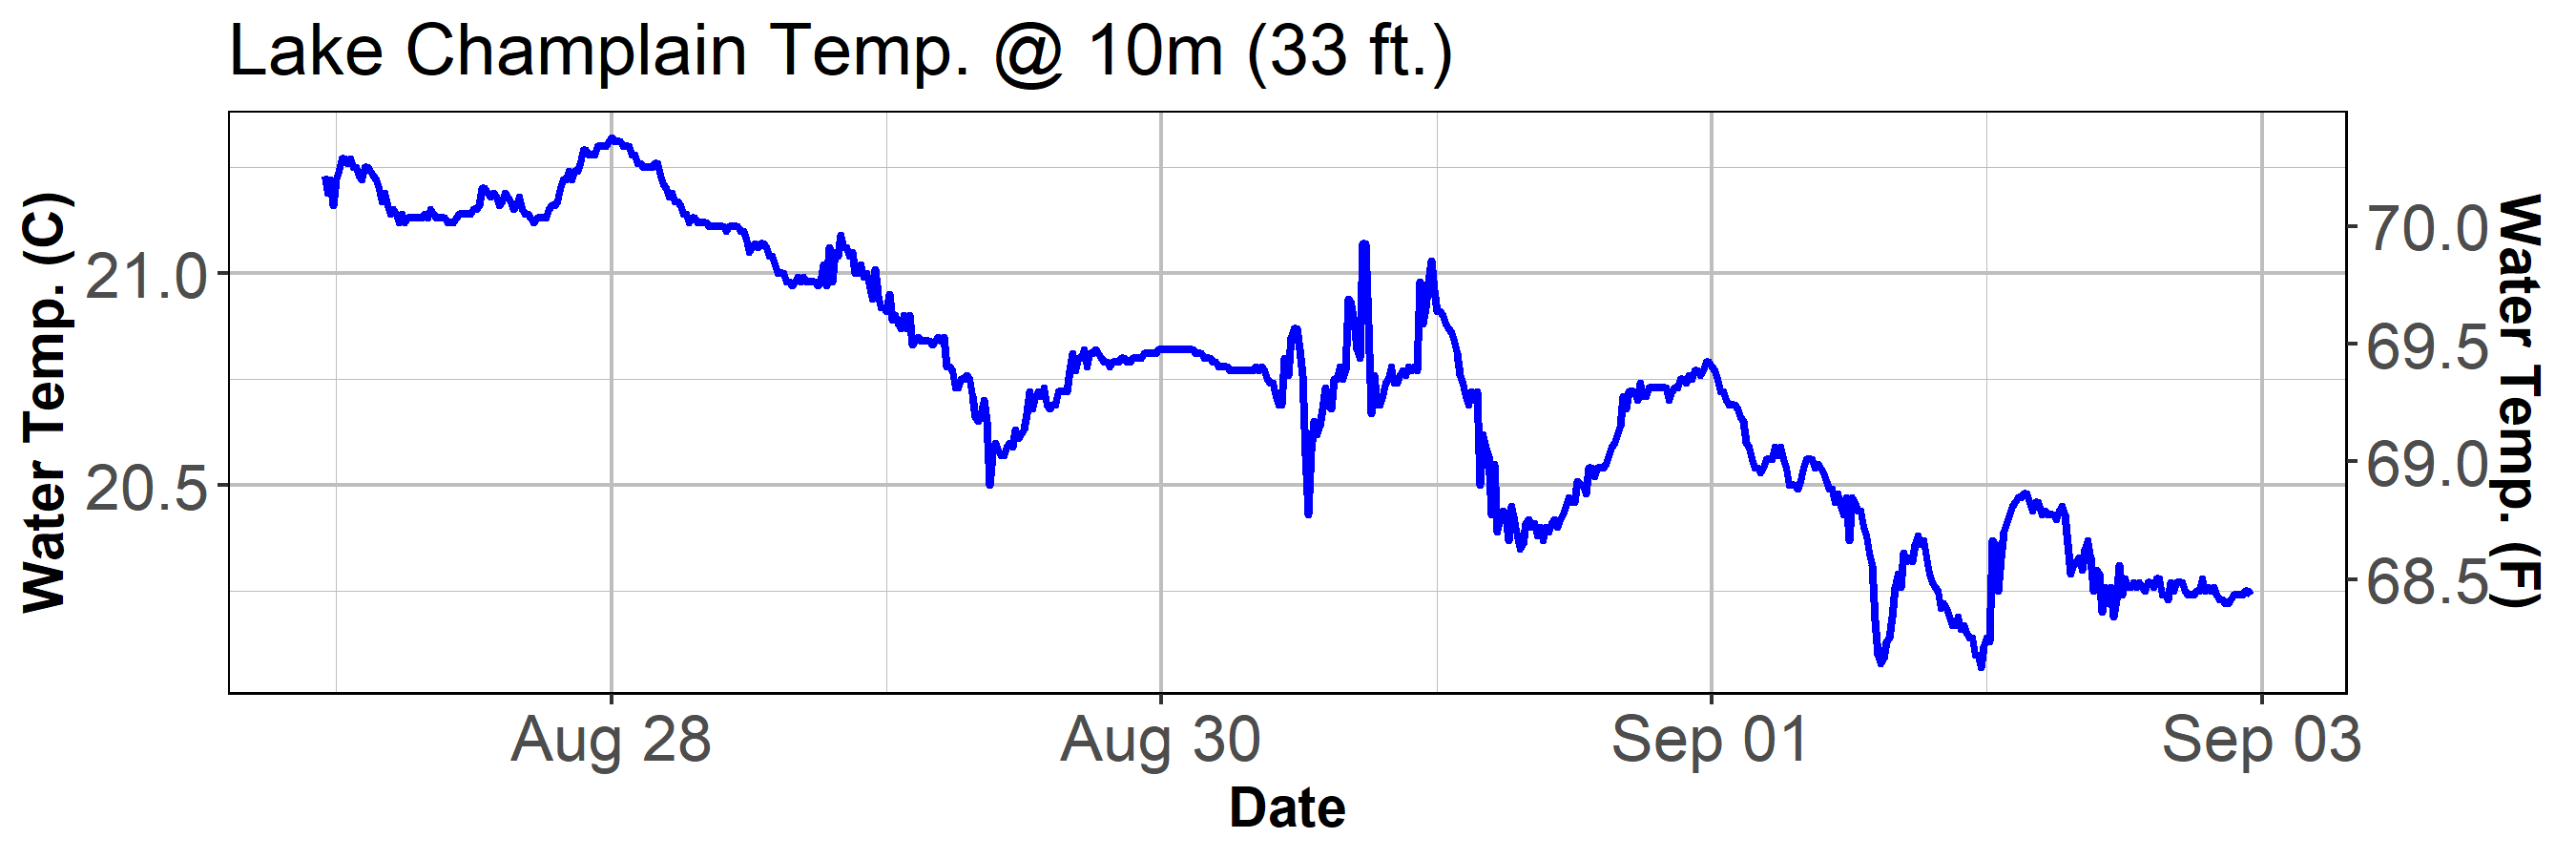 Lake Champlain Temp. @ 10m (33 ft.)
Water Temp. (C)
21.0
20.5
70.0
69.5
69.0
68.5
Water Temp. (F)
Aug 28
Aug 30
Sep 01
Sep 03
Date